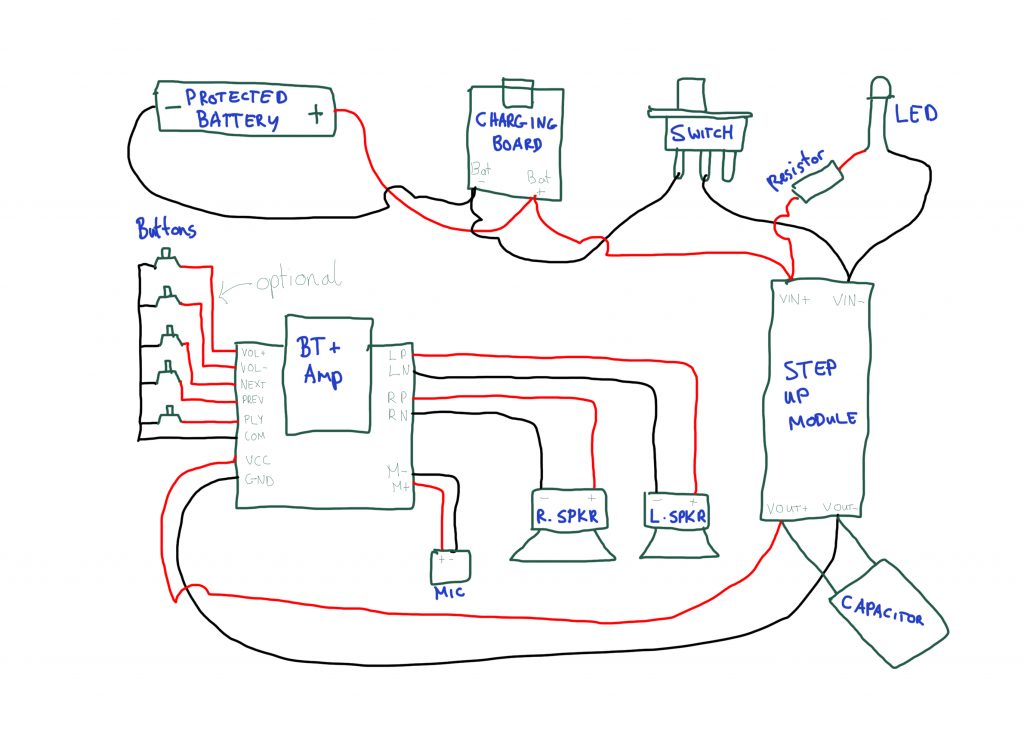 - PROTECTED
BATTERY +
CHARGING
BOARD
Bat
-
Bat
+
SWITCH
LED
Resistor
Buttons
optional
BT+
AMP
VOL+
VOL-
NEXT
PREV
PLY
COM
VCC
GND
LP
LN
RP
RN
M-
M+
+ -
MIC
- +
R.SPKR
- +
L.SPKR
VIN+ VIN-
STEP
UP
MODULE
VOUT+ VOUT-
CAPACITOR